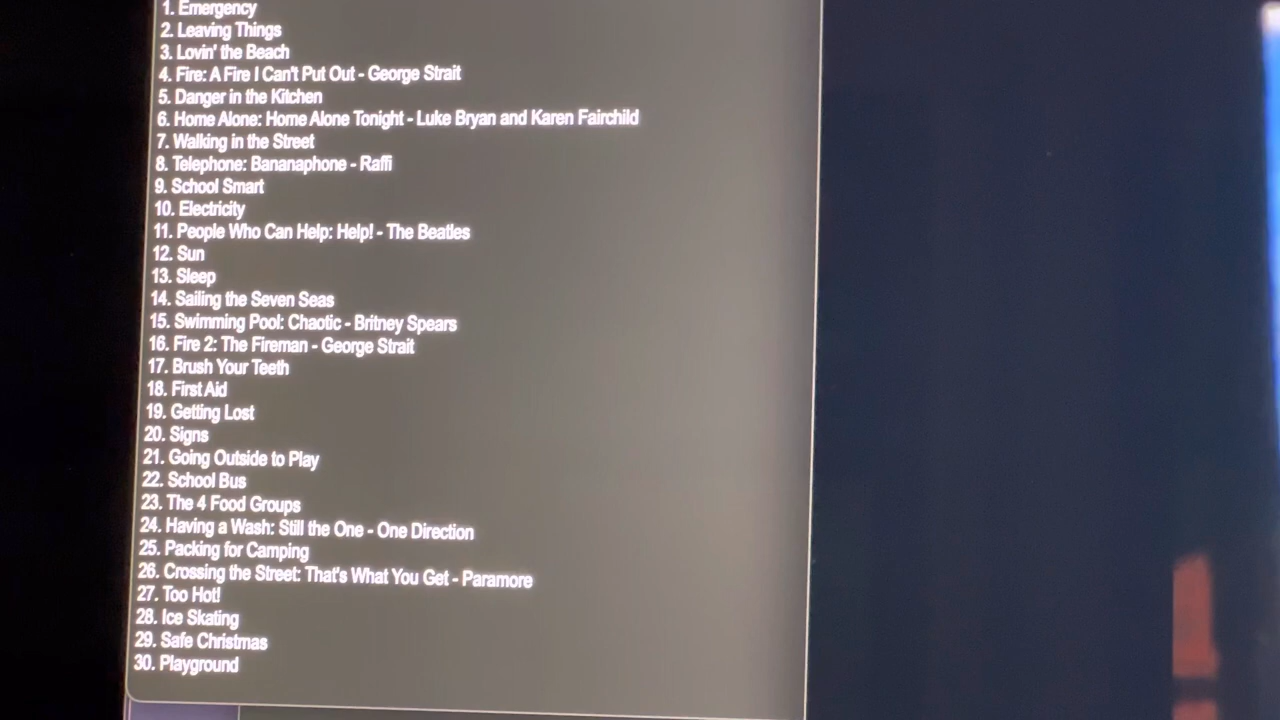 1. Emergency
2. Leaving Things
3. Lovin' the Beach
4. Fire: A Fire I Can't Put Out - George Strait
5. Danger in the Kitchen
6. Home Alone: Home Alone Tonight - Luke Bryan and Karen Fairchild
7. Walking in the Street
8. Telephone: Bananaphone - Raffi
9. School Smart
10. Electricity
11. People Who Can Help: Help! - The Beatles
12. Sun
13. Sleep
14. Sailing the Seven Seas
15. Swimming Pool: Chaotic - Britney Spears
16. Fire 2: The Fireman - George Strait
17. Brush Your Teeth
18. First Aid
19. Getting Lost
20. Signs
21. Going Outside to Play
22. School Bus
23. The 4 Food Groups
24. Having a Wash: Still the One - One Direction
25. Packing for Camping
26. Crossing the Street: That's What You Get - Paramore
27. Too Hot!
28. Ice Skating
29. Safe Christmas
30. Playground